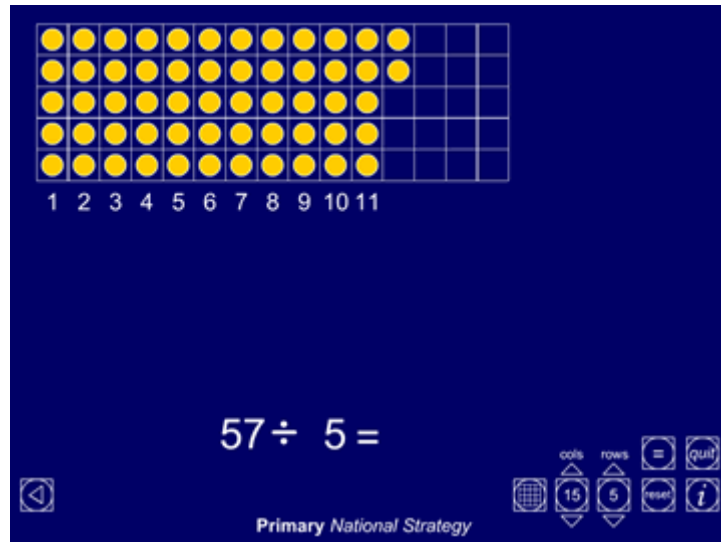 1 2 3 4 5 6 7 8 9 10 11
57 ÷ 5 =
cols rows = quit
15 5 reset i
Primary National Strategy